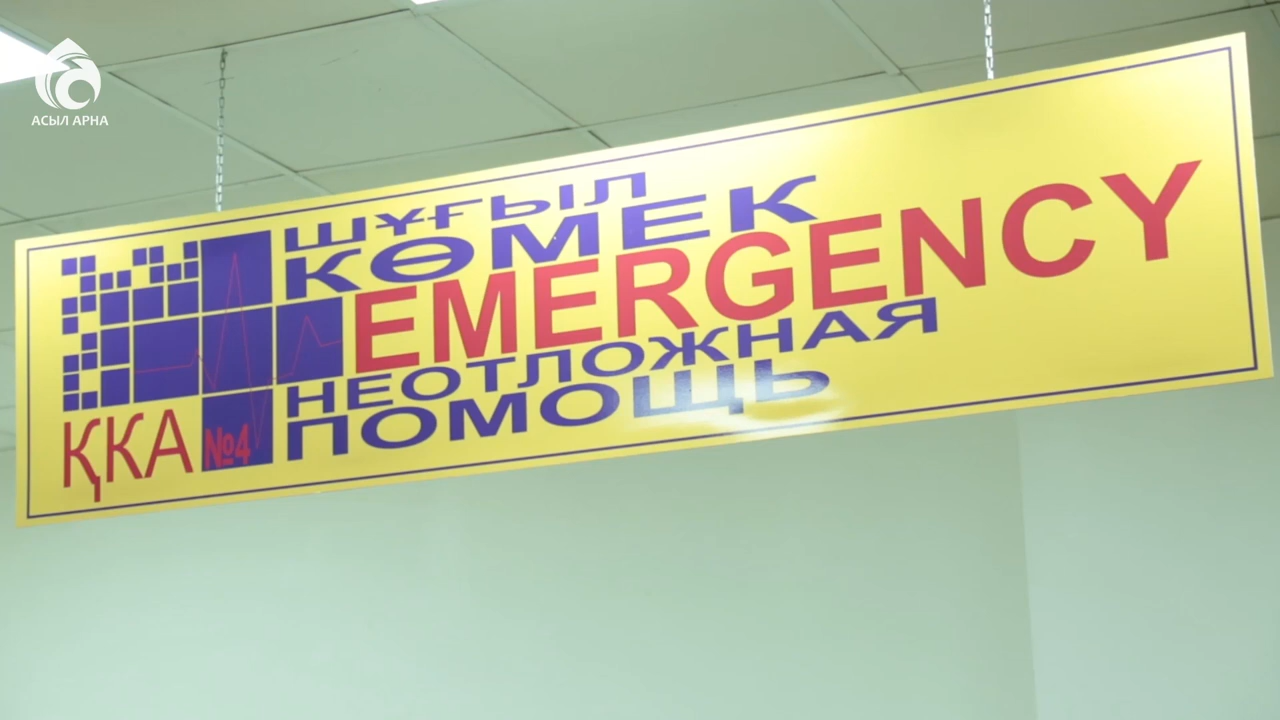 АСЫЛ АРНА
ШҰҒЫЛ
КӨМЕК
EMERGENCY
НЕОТЛОЖНАЯ
ПОМОЩЬ
ҚКА №4